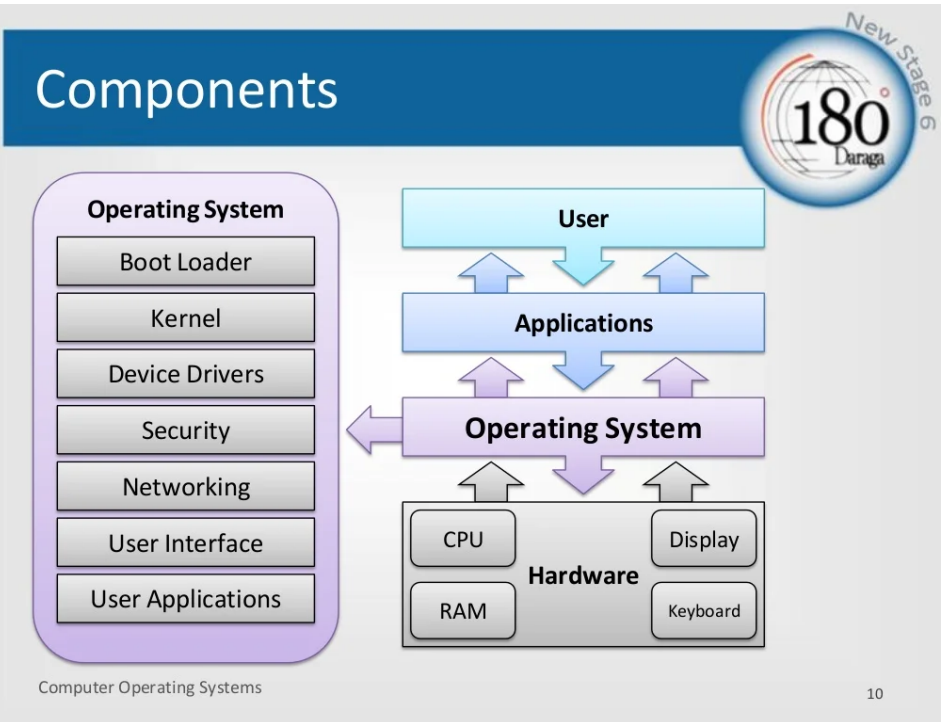 Components
New Stage 6
180°
Daraga
Operating System
Boot Loader
Kernel
Device Drivers
Security
Networking
User Interface
User Applications
User
Applications
Operating System
CPU
Display
Hardware
RAM
Keyboard
Computer Operating Systems
10